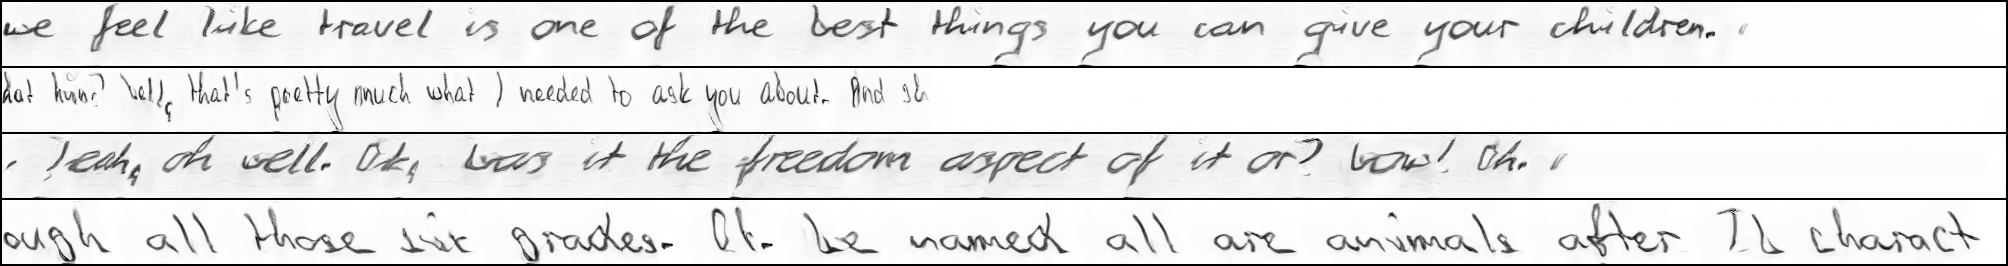 we feel like travel is one of the best things you can give your children.
hat hum? Well, that's pretty much what I needed to ask you about. And sh
. Yeah, oh well. Ok, was it the freedom aspect of it or? Wow! Oh.
ough all those six grades. Ok. We named all are animals after TV charact